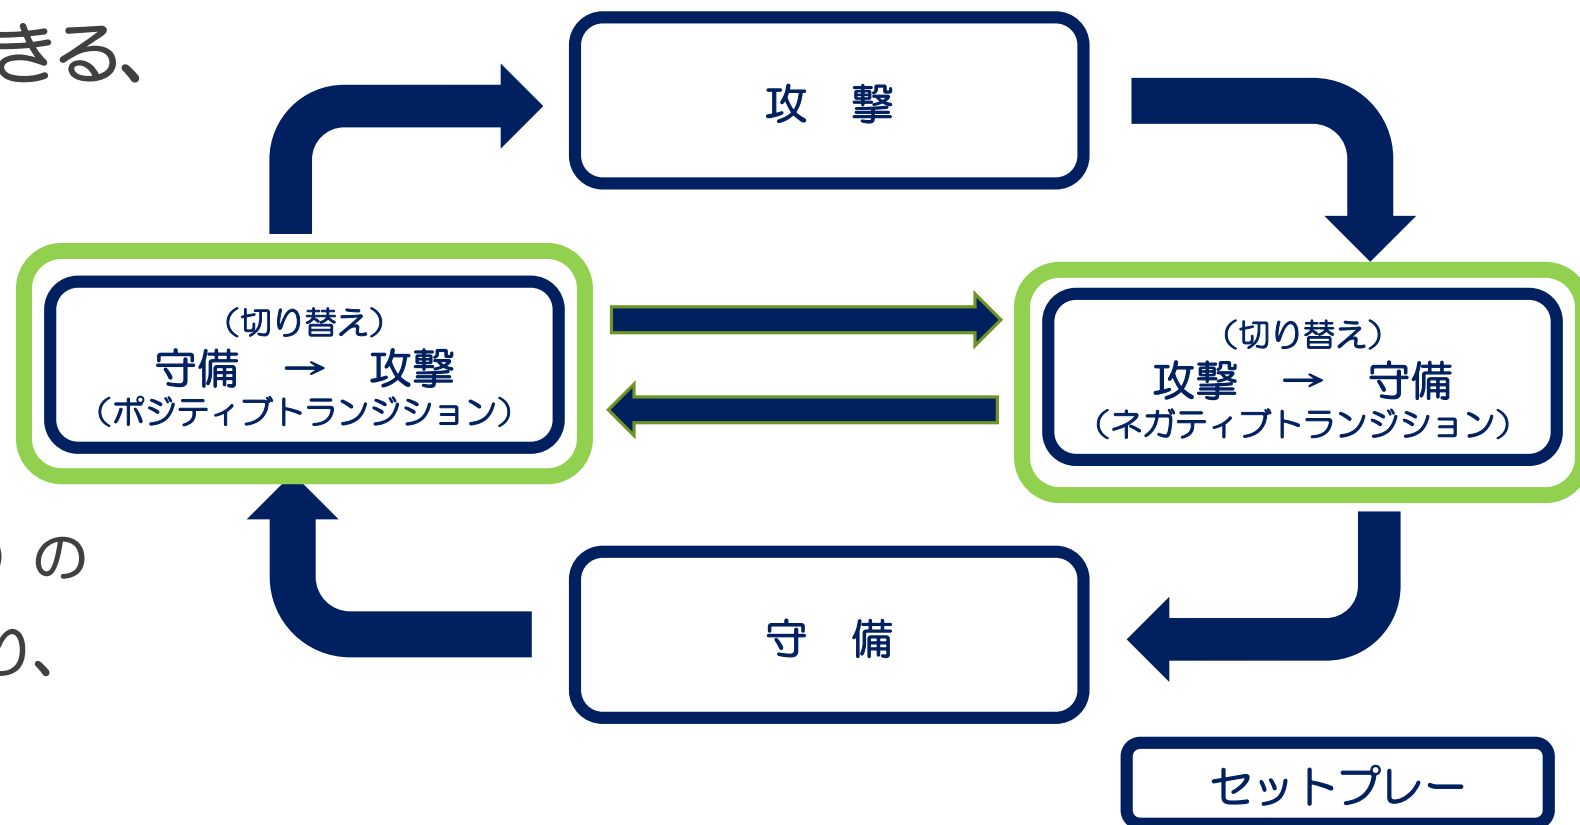 きる、
攻　撃
（切り替え）
守備　→　攻撃
（ポジティブトランジション）
（切り替え）
攻撃　→　守備
（ネガティブトランジション）
の
り、
守　備
セットプレー